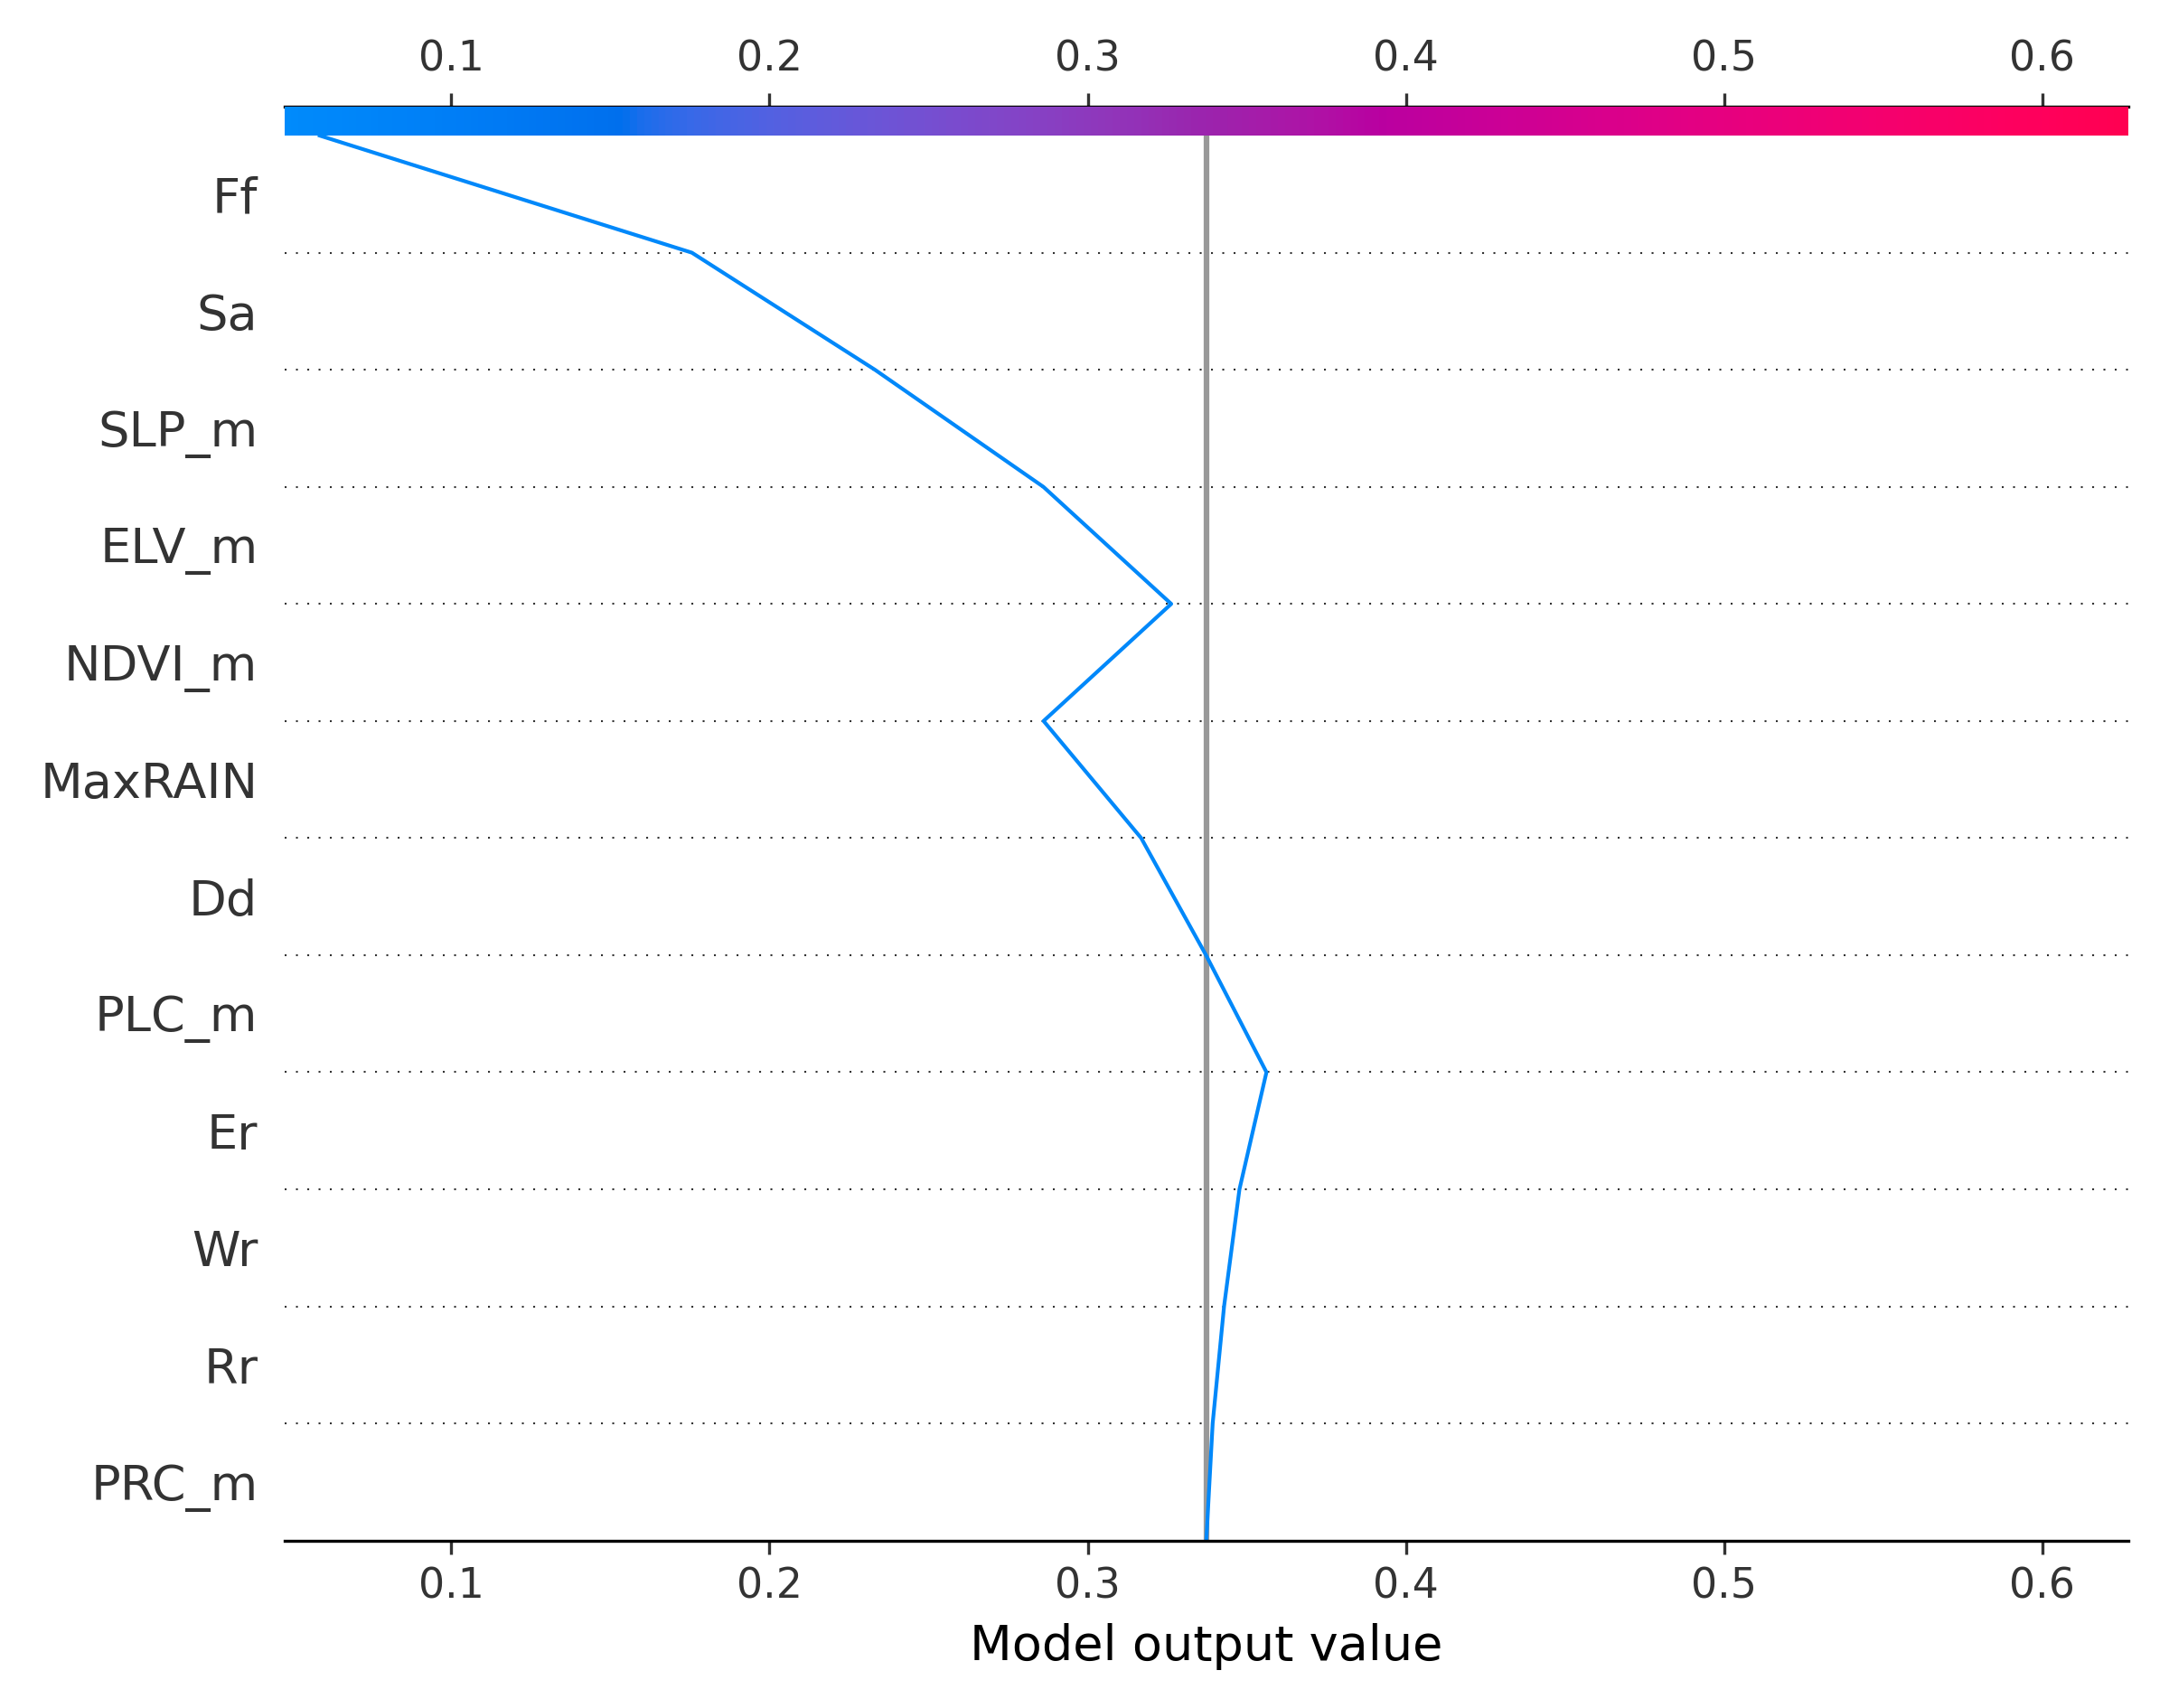 0.1 0.2 0.3 0.4 0.5 0.6
Ff
Sa
SLP_m
ELV_m
NDVI_m
MaxRAIN
Dd
PLC_m
Er
Wr
Rr
PRC_m
0.1 0.2 0.3 0.4 0.5 0.6
Model output value